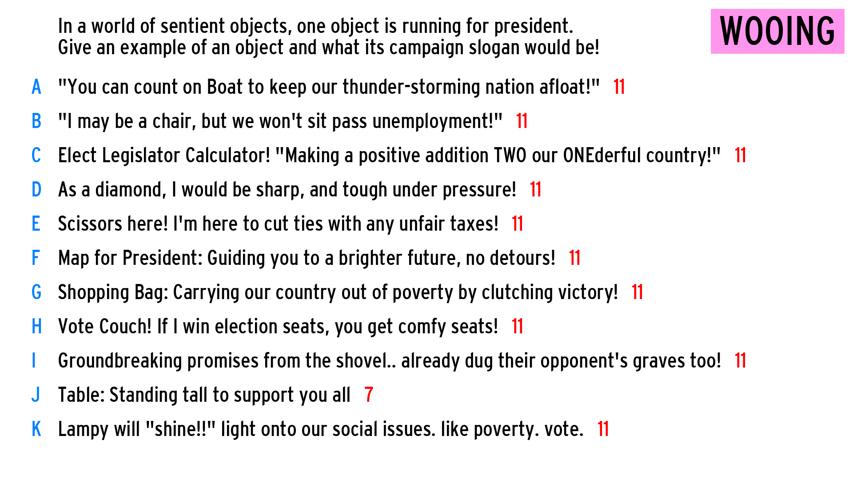 In a world of sentient objects, one object is running for president.
Give an example of an object and what its campaign slogan would be!
WOOING
A "You can count on Boat to keep our thunder-storming nation afloat!" 11
B "I may be a chair, but we won't sit pass unemployment!" 11
C Elect Legislator Calculator! "Making a positive addition TWO our ONEderful country!" 11
D As a diamond, I would be sharp, and tough under pressure! 11
E Scissors here! I'm here to cut ties with any unfair taxes! 11
F Map for President: Guiding you to a brighter future, no detours! 11
G Shopping Bag: Carrying our country out of poverty by clutching victory! 11
H Vote Couch! If I win election seats, you get comfy seats! 11
I Groundbreaking promises from the shovel.. already dug their opponent's graves too! 11
J Table: Standing tall to support you all 7
K Lampy will "shine!!" light onto our social issues. like poverty. vote. 11